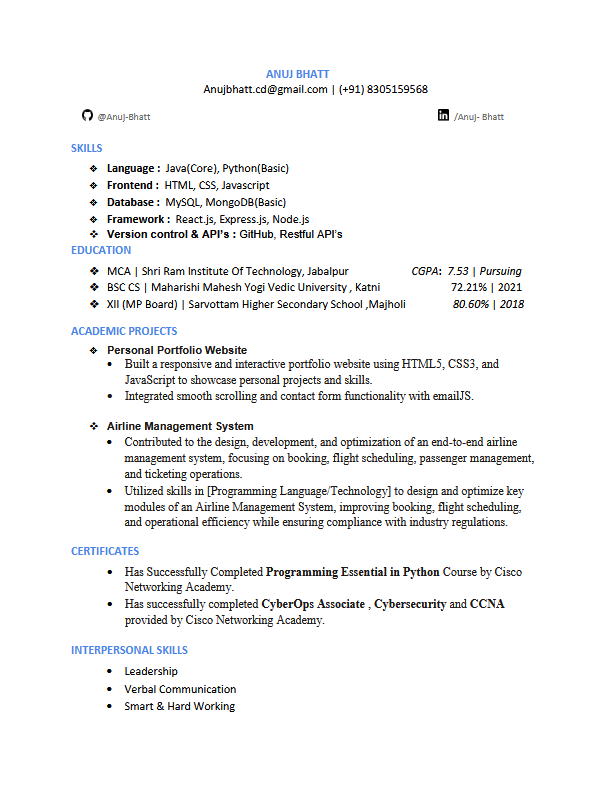 ANUJ BHATT
Anujbhatt.cd@gmail.com | (+91) 8305159568
@Anuj-Bhatt /Anuj- Bhatt
SKILLS
❖ Language : Java(Core), Python(Basic)
❖ Frontend : HTML, CSS, Javascript
❖ Database : MySQL, MongoDB(Basic)
❖ Framework : React.js, Express.js, Node.js
❖ Version control & API's : GitHub, Restful API's
EDUCATION
❖ MCA | Shri Ram Institute Of Technology, Jabalpur CGPA: 7.53 | Pursuing
❖ BSC CS | Maharishi Mahesh Yogi Vedic University , Katni 72.21% | 2021
❖ XII (MP Board) | Sarvottam Higher Secondary School ,Majholi 80.60% | 2018
ACADEMIC PROJECTS
❖ Personal Portfolio Website
• Built a responsive and interactive portfolio website using HTML5, CSS3, and
JavaScript to showcase personal projects and skills.
• Integrated smooth scrolling and contact form functionality with emailJS.
❖ Airline Management System
• Contributed to the design, development, and optimization of an end-to-end airline
management system, focusing on booking, flight scheduling, passenger management,
and ticketing operations.
• Utilized skills in [Programming Language/Technology] to design and optimize key
modules of an Airline Management System, improving booking, flight scheduling,
and operational efficiency while ensuring compliance with industry regulations.
CERTIFICATES
• Has Successfully Completed Programming Essential in Python Course by Cisco
Networking Academy.
• Has successfully completed CyberOps Associate , Cybersecurity and CCNA
provided by Cisco Networking Academy.
INTERPERSONAL SKILLS
• Leadership
• Verbal Communication
• Smart & Hard Working